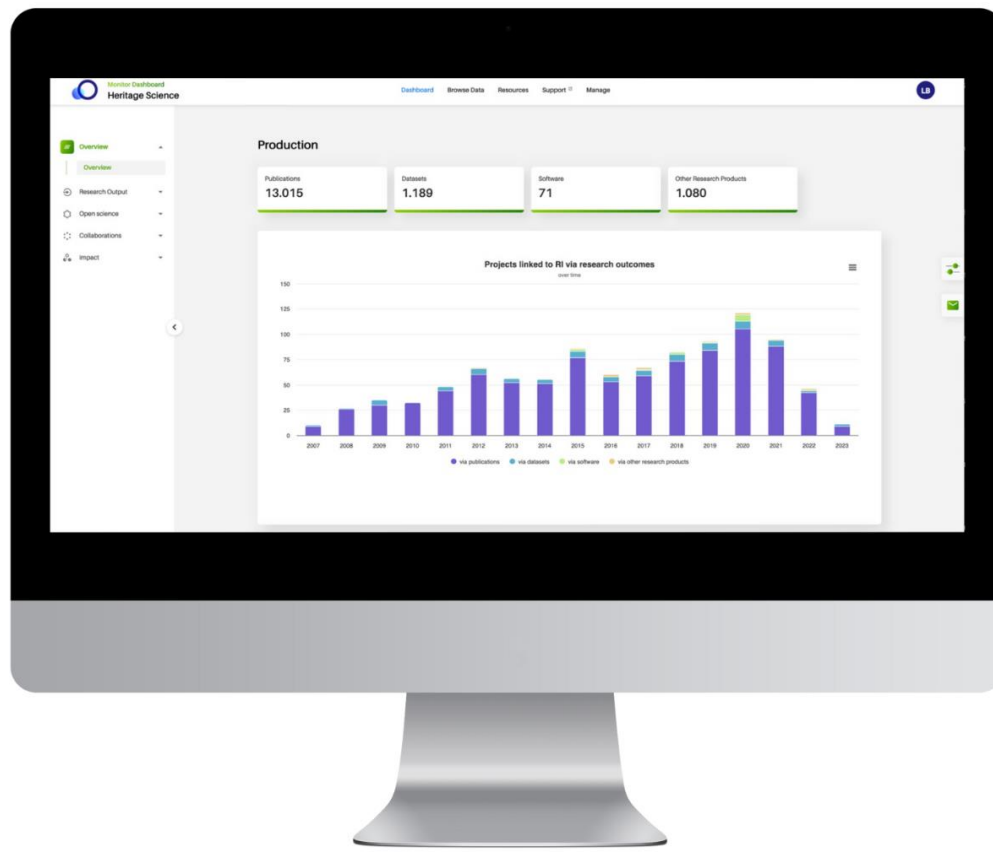 Monitor Dashboard
Heritage Science
Dashboard Browse Data Resources Support Manage
LB
Overview
Overview
Research Output
Open science
Collaborations
Impact
Production
Publications
13.015
Datasets
1.189
Software
71
Other Research Products
1.080
Projects linked to RI via research outcomes
over time
150
125
100
75
50
25
0
2007 2008 2009 2010 2011 2012 2013 2014 2015 2016 2017 2018 2019 2020 2021 2022 2023
via publications via datasets via software via other research products